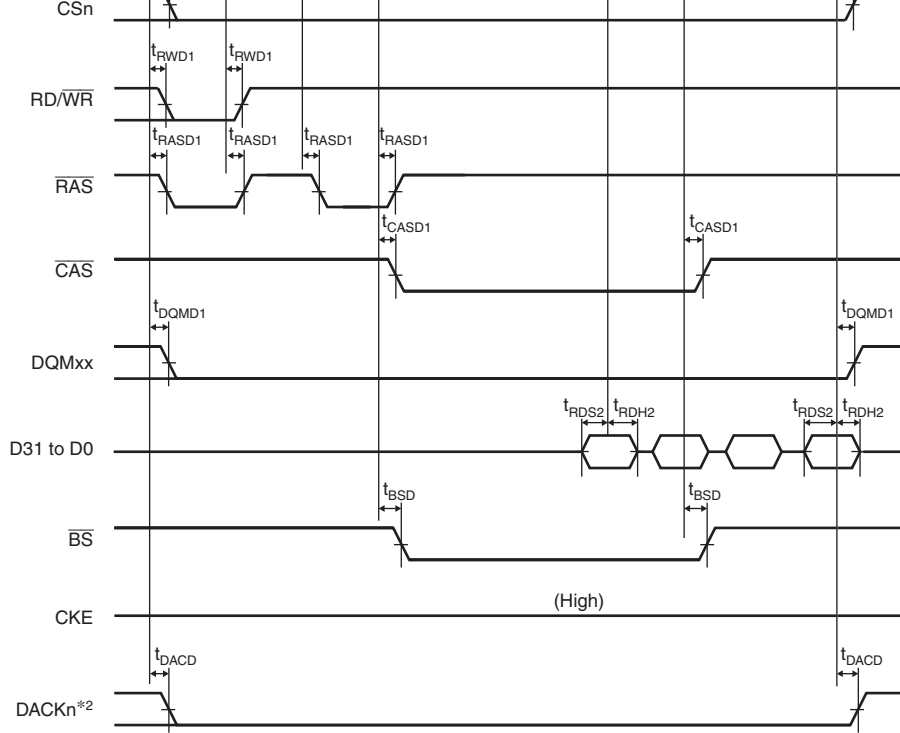 CSn
tRWD1 tRWD1
RD/WR
tRASD1 tRASD1 tRASD1 tRASD1
RAS
tCASD1 tCASD1
CAS
tDQMD1 tDQMD1
DQMxx
tRDS2 tRDH2 tRDS2 tRDH2
D31 to D0
tBSD tBSD
BS
(High)
CKE
tDACD tDACD
DACKn*2